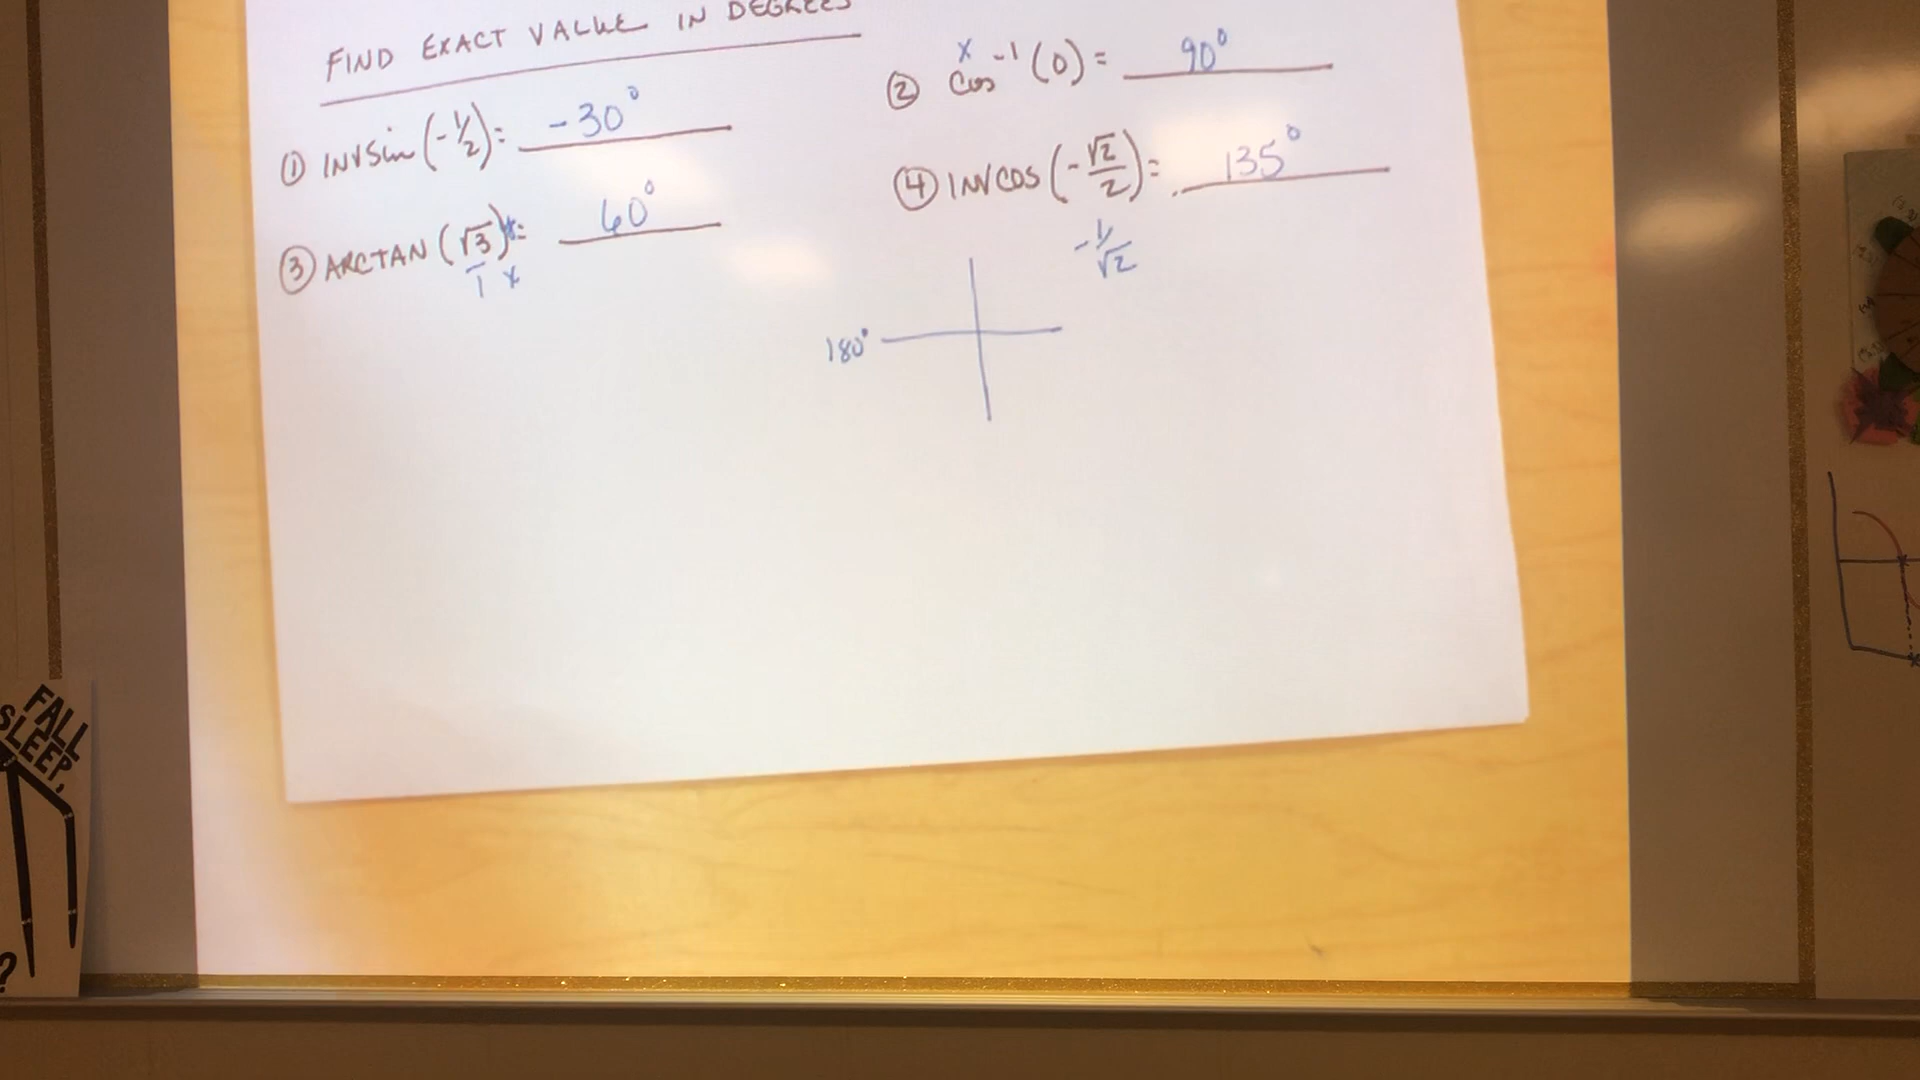 FIND EXACT VALUE IN DEGREES
① INVSin (-1/2) = -30°
x
② Cos⁻¹ (0) = 90°
③ ARCTAN (√3) = 60°
1 x
④ INVCOS (-√2/2) = 135°
-1/√2
180°
FALL
SLEEP,
?